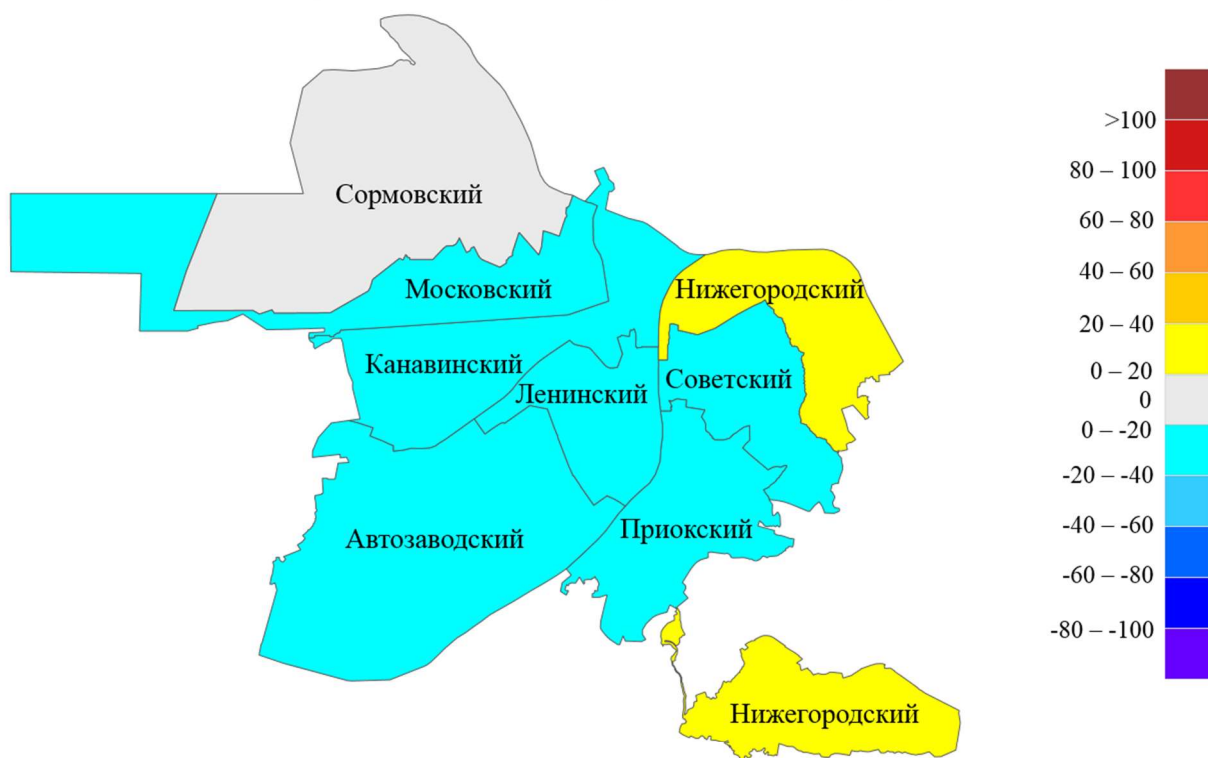 Сормовский
Московский
Нижегородский
Канавинский
Ленинский
Советский
Автозаводский
Приокский
Нижегородский
>100
80 – 100
60 – 80
40 – 60
20 – 40
0 – 20
0
0 – -20
-20 – -40
-40 – -60
-60 – -80
-80 – -100